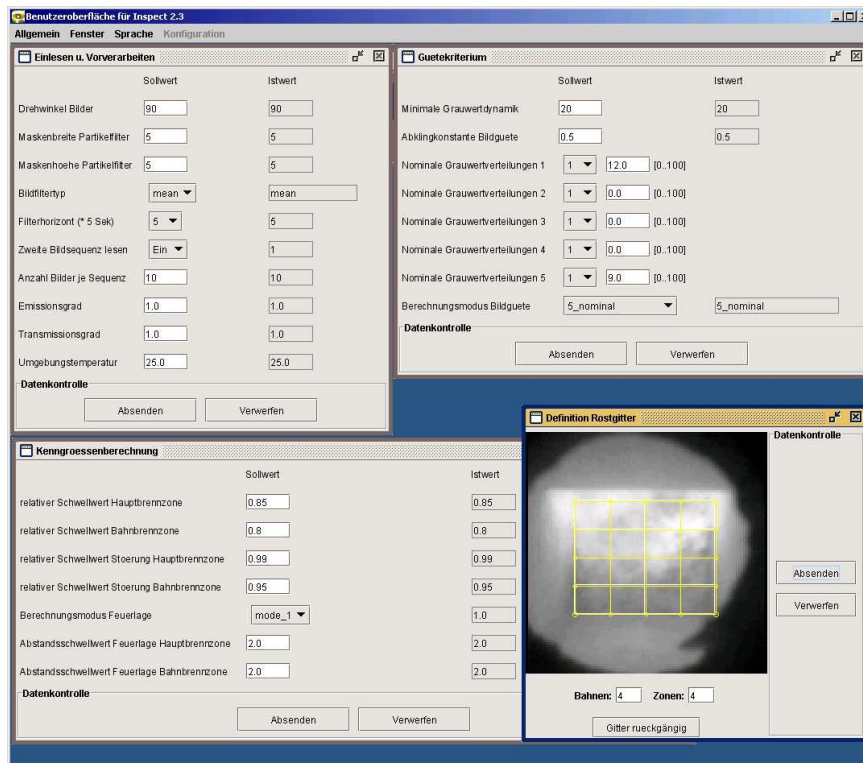 Benutzeroberfläche für Inspect 2.3
Allgemein Fenster Sprache Konfiguration
Einlesen u. Vorverarbeiten
Sollwert Istwert
Drehwinkel Bilder 90 90
Maskenbreite Partikelfilter 5 5
Maskenhoehe Partikelfilter 5 5
Bildfiltertyp mean mean
Filterhorizont (* 5 Sek) 5 5
Zweite Bildsequenz lesen Ein 1
Anzahl Bilder je Sequenz 10 10
Emissionsgrad 1.0 1.0
Transmissionsgrad 1.0 1.0
Umgebungstemperatur 25.0 25.0
Datenkontrolle
Absenden Verwerfen
Guetekriterium
Sollwert Istwert
Minimale Grauwertdynamik 20 20
Abklingkonstante Bildguete 0.5 0.5
Nominale Grauwertverteilungen 1 1 12.0 [0..100]
Nominale Grauwertverteilungen 2 1 0.0 [0..100]
Nominale Grauwertverteilungen 3 1 0.0 [0..100]
Nominale Grauwertverteilungen 4 1 0.0 [0..100]
Nominale Grauwertverteilungen 5 1 9.0 [0..100]
Berechnungsmodus Bildguete 5_nominal 5_nominal
Datenkontrolle
Absenden Verwerfen
Kenngroessenberechnung
Sollwert Istwert
relativer Schwellwert Hauptbrennzone 0.85 0.85
relativer Schwellwert Bahnbrennzone 0.8 0.8
relativer Schwellwert Stoerung Hauptbrennzone 0.99 0.99
relativer Schwellwert Stoerung Bahnbrennzone 0.95 0.95
Berechnungsmodus Feuerlage mode_1 1.0
Abstandsschwellwert Feuerlage Hauptbrennzone 2.0 2.0
Abstandsschwellwert Feuerlage Bahnbrennzone 2.0 2.0
Datenkontrolle
Absenden Verwerfen
Definition Rostgitter
Datenkontrolle
Absenden
Verwerfen
Bahnen: 4 Zonen: 4
Gitter rueckgängig